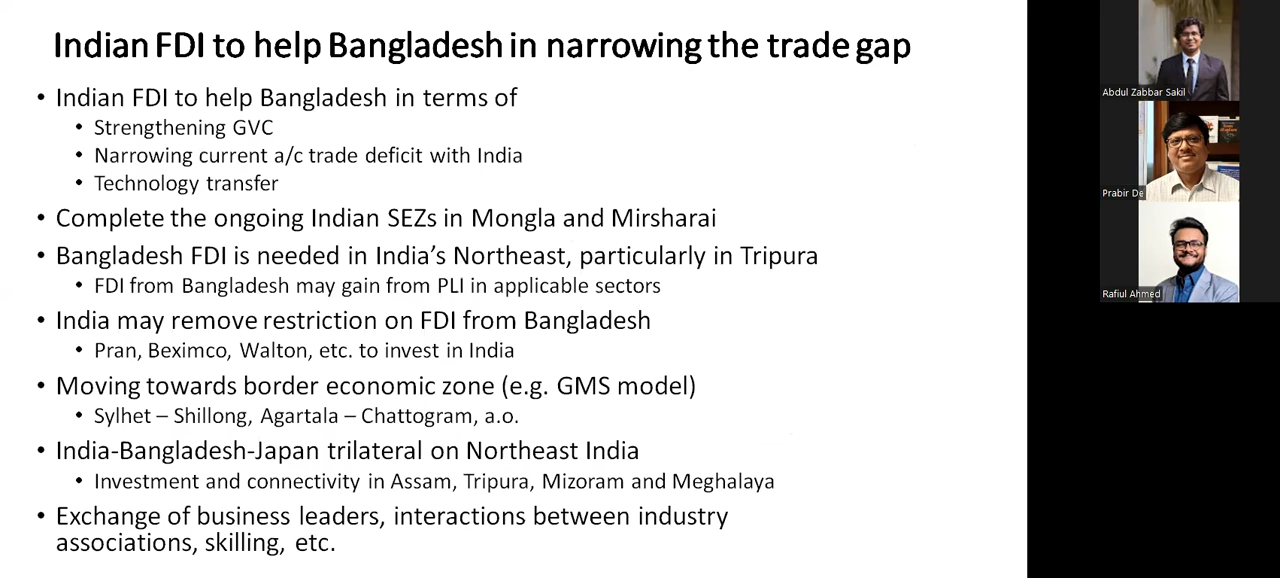 Indian FDI to help Bangladesh in narrowing the trade gap
• Indian FDI to help Bangladesh in terms of
• Strengthening GVC
• Narrowing current a/c trade deficit with India
• Technology transfer
• Complete the ongoing Indian SEZs in Mongla and Mirsharai
• Bangladesh FDI is needed in India’s Northeast, particularly in Tripura
• FDI from Bangladesh may gain from PLI in applicable sectors
• India may remove restriction on FDI from Bangladesh
• Pran, Beximco, Walton, etc. to invest in India
• Moving towards border economic zone (e.g. GMS model)
• Sylhet – Shillong, Agartala – Chattogram, a.o.
• India-Bangladesh-Japan trilateral on Northeast India
• Investment and connectivity in Assam, Tripura, Mizoram and Meghalaya
• Exchange of business leaders, interactions between industry
associations, skilling, etc.
Abdul Zabbar Sakil
Prabir De
Rafiul Ahmed